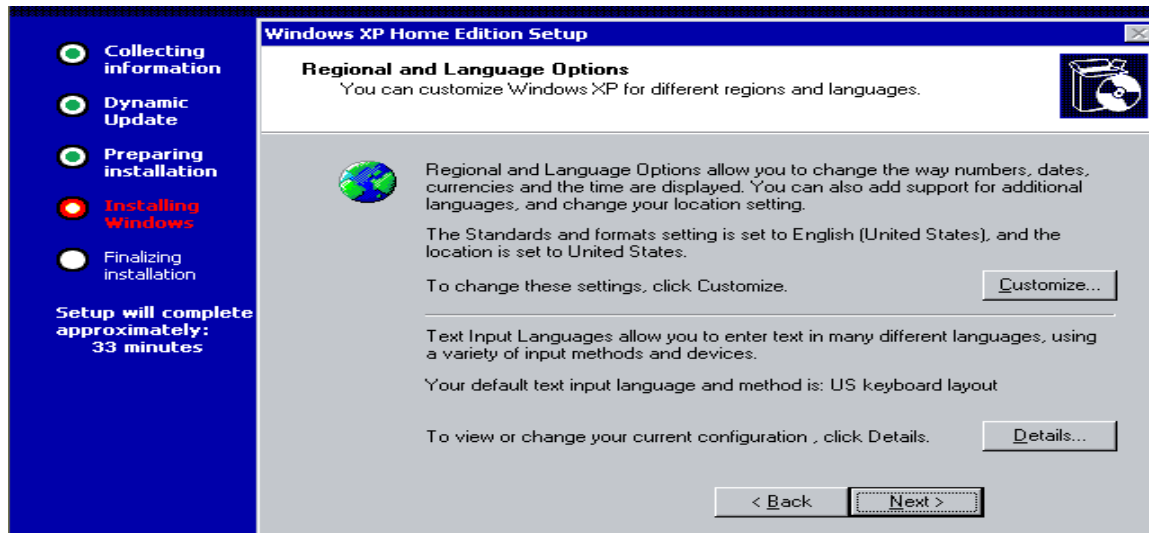 Windows XP Home Edition Setup
Collecting
information
Dynamic
Update
Preparing
installation
Installing
Windows
Finalizing
installation
Setup will complete
approximately:
33 minutes
Regional and Language Options
You can customize Windows XP for different regions and languages.
Regional and Language Options allow you to change the way numbers, dates,
currencies and the time are displayed. You can also add support for additional
languages, and change your location setting.
The Standards and formats setting is set to English (United States), and the
location is set to United States.
To change these settings, click Customize.
Customize...
Text Input Languages allow you to enter text in many different languages, using
a variety of input methods and devices.
Your default text input language and method is: US keyboard layout
To view or change your current configuration , click Details.
Details...
< Back
Next >